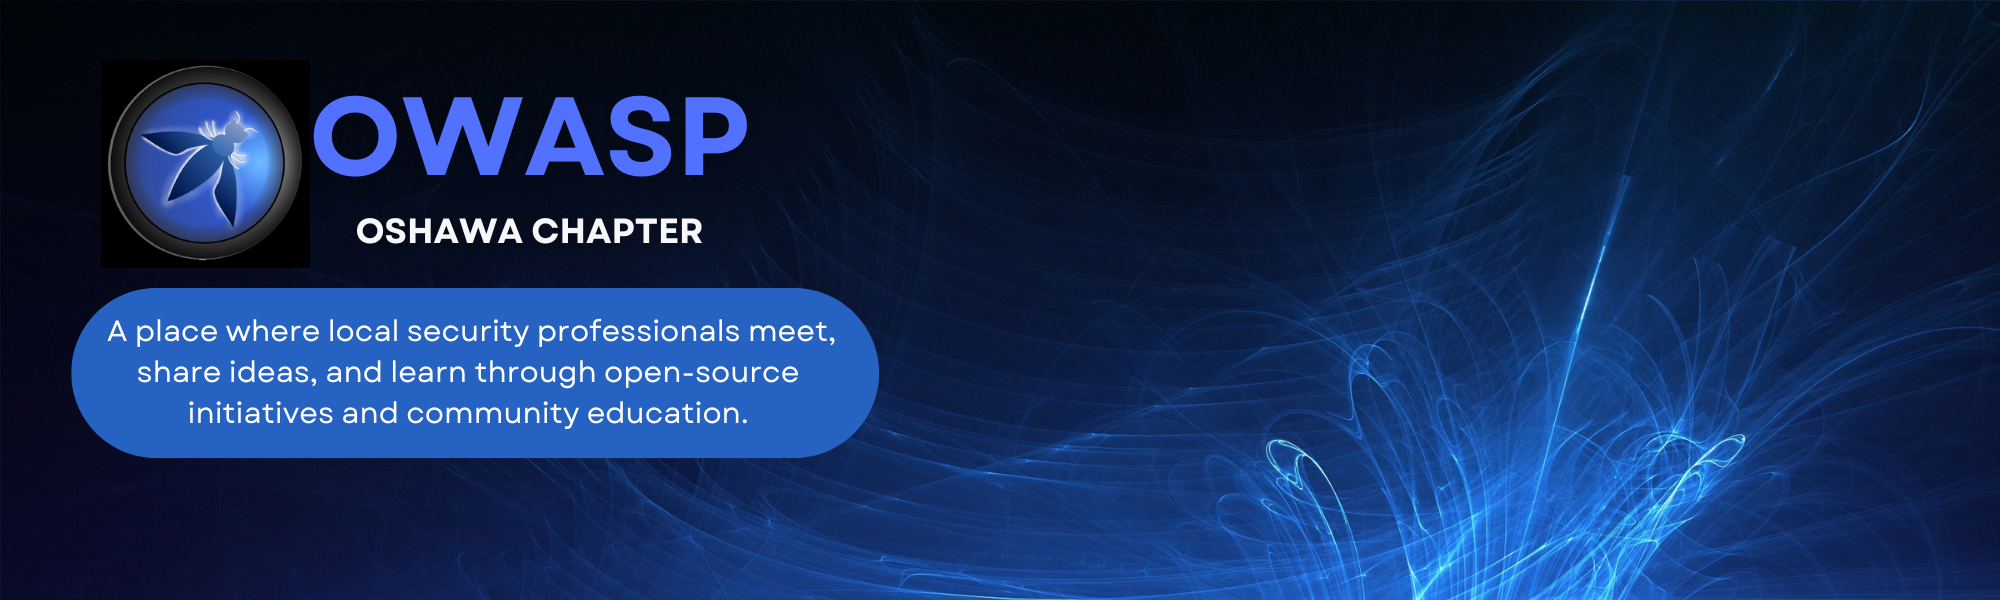 OWASP
OSHAWA CHAPTER
A place where local security professionals meet,
share ideas, and learn through open-source
initiatives and community education.